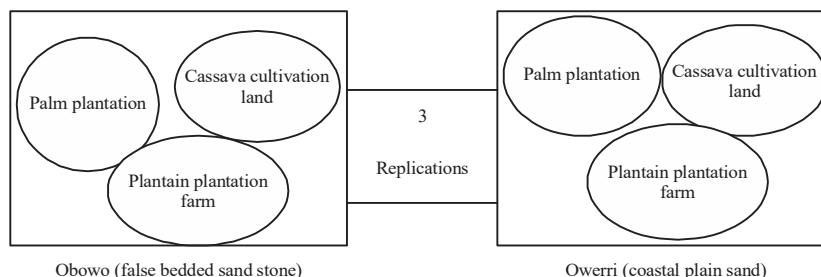 Palm plantation
Cassava cultivation
land
Plantain plantation
farm
3
Replications
Palm plantation
Cassava cultivation
land
Plantain plantation
farm
Obowo (false bedded sand stone)
Owerri (coastal plain sand)